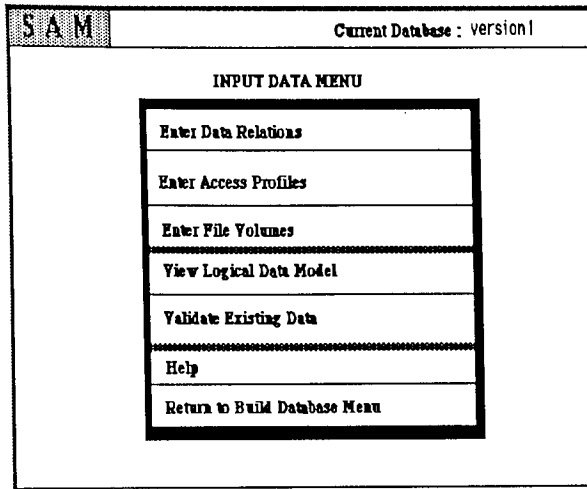 SAM
Current Database : version1
INPUT DATA MENU
Enter Data Relations
Enter Access Profiles
Enter File Volumes
View Logical Data Model
Validate Existing Data
Help
Return to Build Database Menu